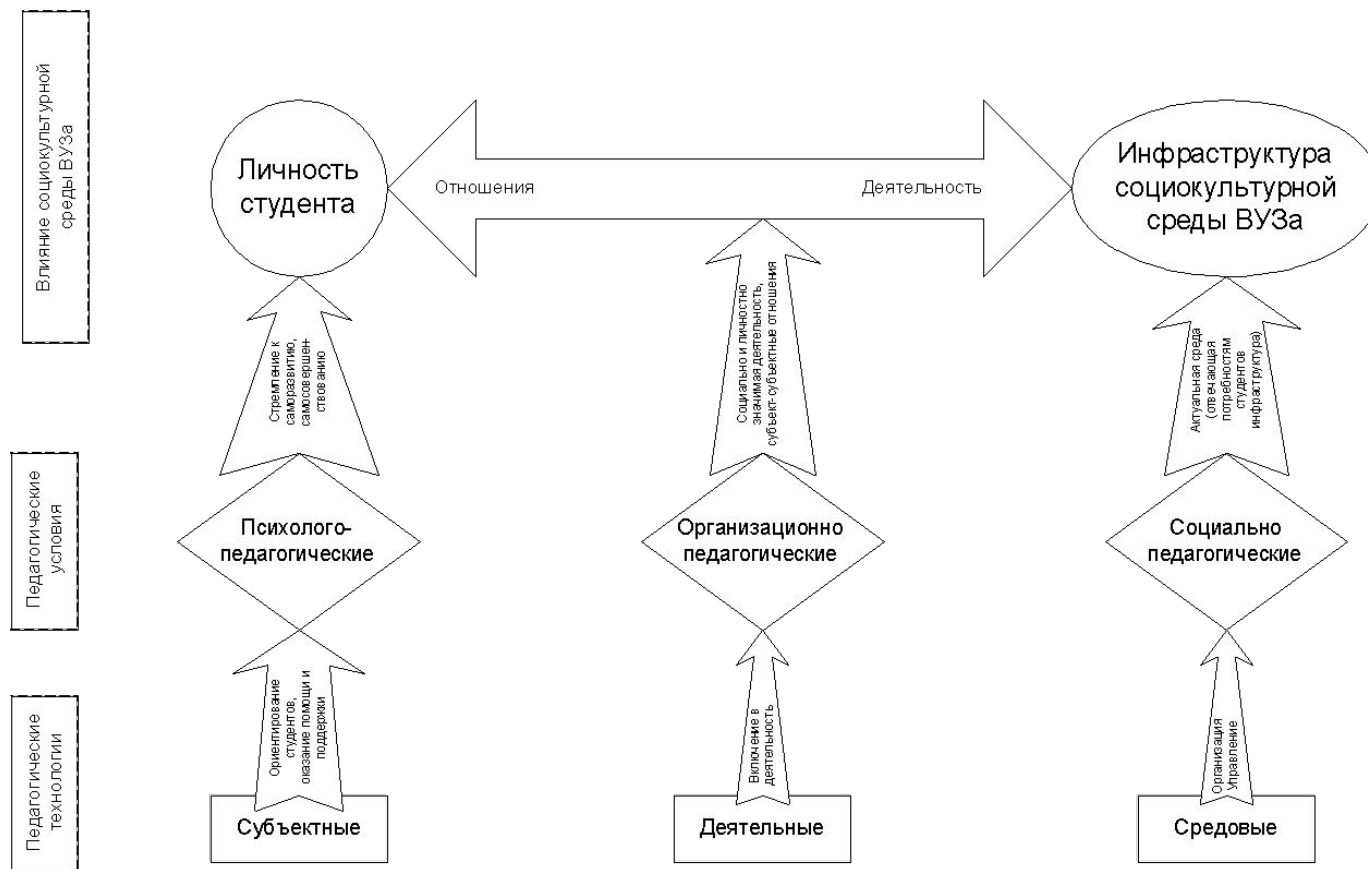 Влияние социокультурной
среды ВУЗа
Личность
студента
Отношения
Деятельность
Инфраструктура
социокультурной
среды ВУЗа
Стремление к
саморазвитию,
самосовершен-
ствованию
Социально и личностно
значимая деятельность,
субъект-субъектные отношения
Актуальная среда
(отвечающая
потребностям
студентов
инфраструктура)
Педагогические
условия
Психолого-
педагогические
Организационно
педагогические
Социально
педагогические
Педагогические
технологии
Ориентирование
студентов,
оказание помощи и
поддержки
Включение в
деятельность
Организация
Управление
Субъектные
Деятельные
Средовые